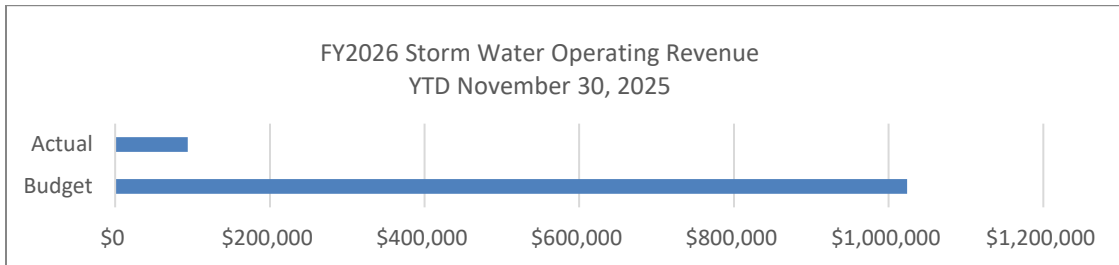 FY2026 Storm Water Operating Revenue
YTD November 30, 2025
Actual
Budget
$0 $200,000 $400,000 $600,000 $800,000 $1,000,000 $1,200,000